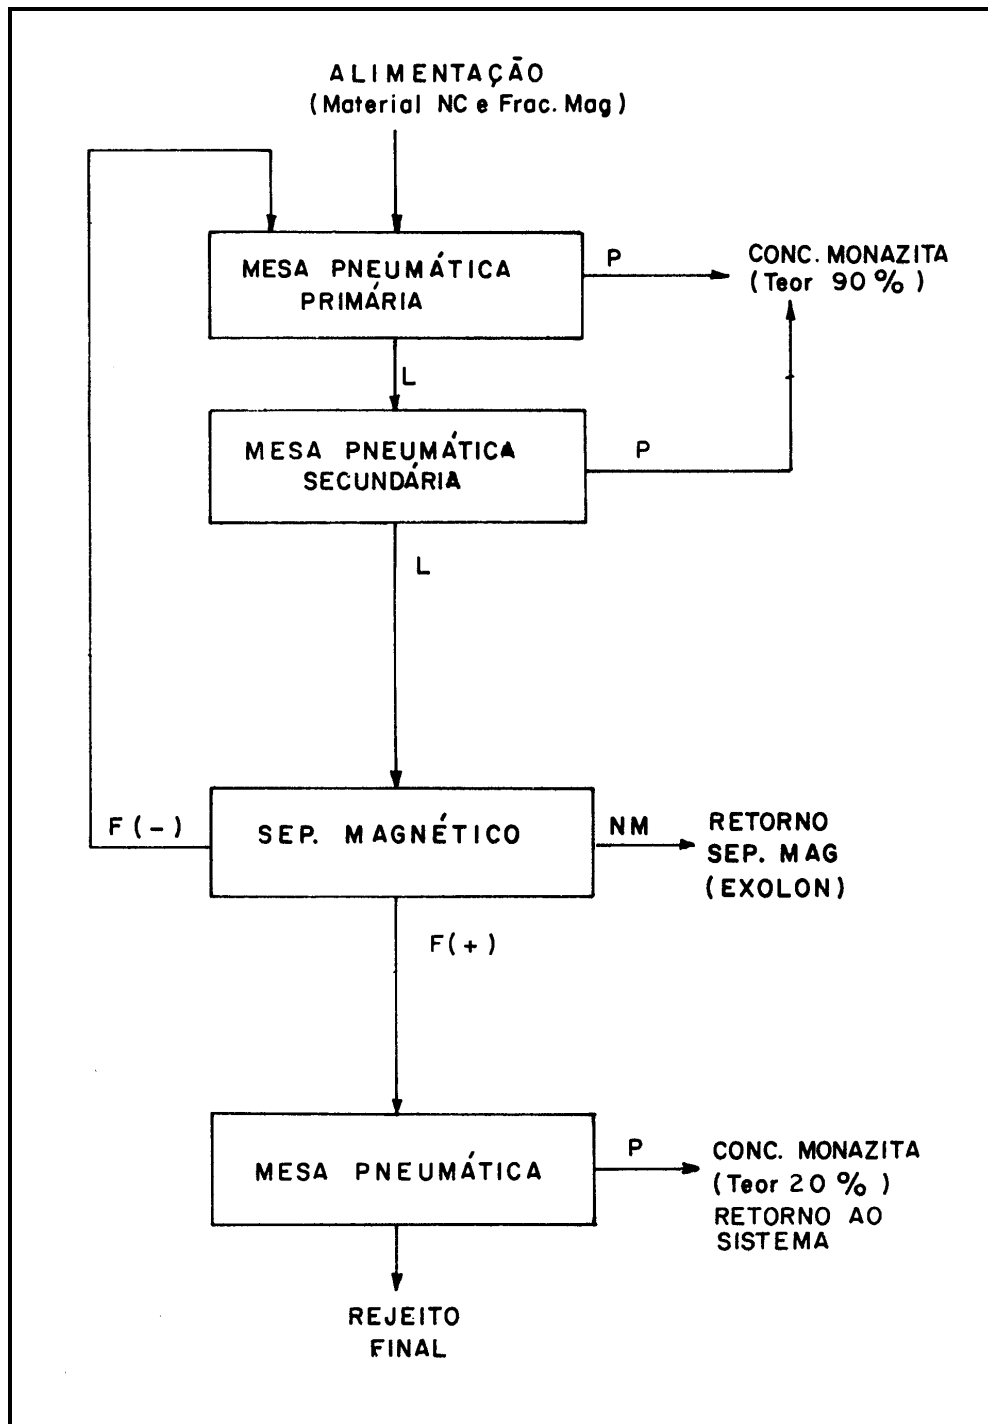 ALIMENTAÇÃO
(Material NC e Frac. Mag)
MESA PNEUMÁTICA
PRIMÁRIA
P
CONC. MONAZITA
(Teor 90 %)
L
MESA PNEUMÁTICA
SECUNDÁRIA
P
L
F (-)
SEP. MAGNÉTICO
NM
RETORNO
SEP. MAG
(EXOLON)
F(+)
MESA PNEUMÁTICA
P
CONC. MONAZITA
(Teor 20 %)
RETORNO AO
SISTEMA
REJEITO
FINAL